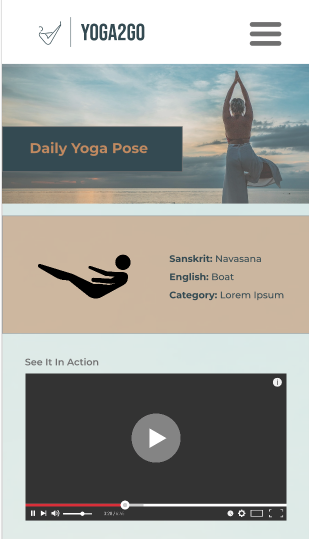 YOGA2GO
Daily Yoga Pose
Sanskrit: Navasana
English: Boat
Category: Lorem Ipsum
See It In Action
i